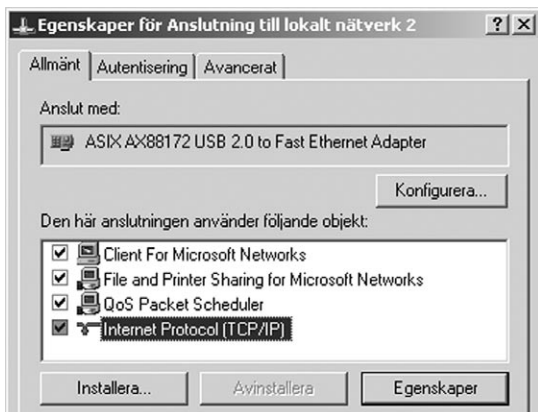 Egenskaper för Anslutning till lokalt nätverk 2
Allmänt Autentisering Avancerat
Anslut med:
ASIX AX88172 USB 2.0 to Fast Ethernet Adapter
Konfigurera...
Den här anslutningen använder följande objekt:
Client For Microsoft Networks
File and Printer Sharing for Microsoft Networks
QoS Packet Scheduler
Internet Protocol (TCP/IP)
Installera... Avinstallera Egenskaper